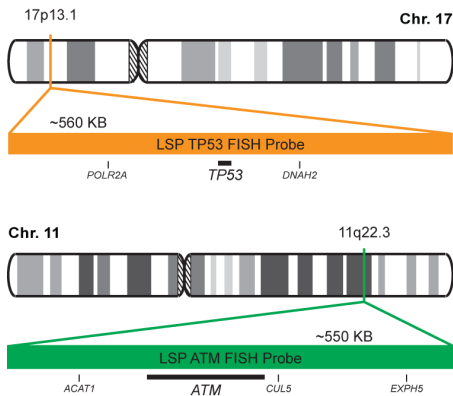 17p13.1
Chr. 17
~560 KB
LSP TP53 FISH Probe
POLR2A TP53 DNAH2
Chr. 11
11q22.3
~550 KB
LSP ATM FISH Probe
ACAT1 ATM CUL5 EXPH5